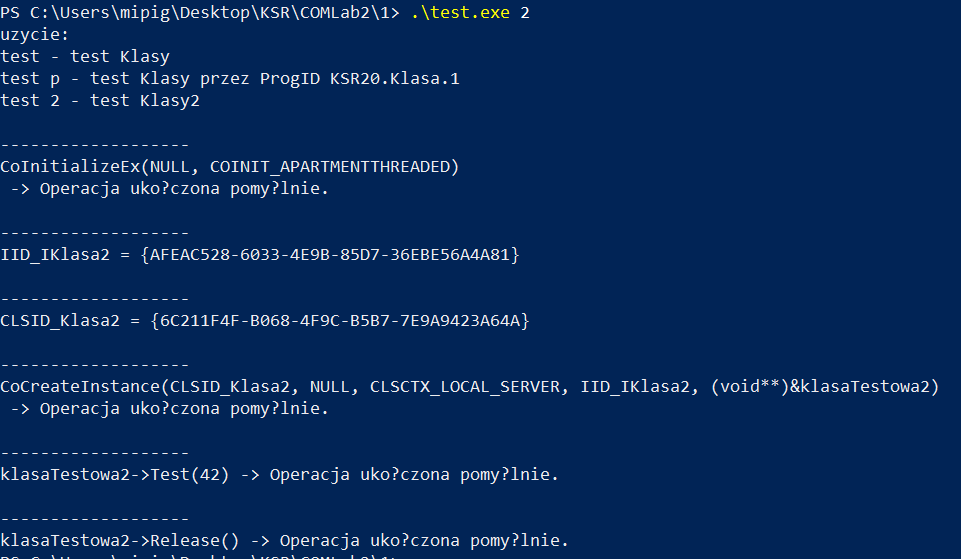 PS C:\Users\mipig\Desktop\KSR\COMLab2\1> .\test.exe 2
uzycie:
test - test Klasy
test p - test Klasy przez ProgID KSR20.Klasa.1
test 2 - test Klasy2
-------------------
CoInitializeEx(NULL, COINIT_APARTMENTTHREADED)
-> Operacja uko?czona pomy?lnie.
-------------------
IID_IKlasa2 = {AFEAC528-6033-4E9B-85D7-36EBE56A4A81}
-------------------
CLSID_Klasa2 = {6C211F4F-B068-4F9C-B5B7-7E9A9423A64A}
-------------------
CoCreateInstance(CLSID_Klasa2, NULL, CLSCTX_LOCAL_SERVER, IID_IKlasa2, (void**)&klasaTestowa2)
-> Operacja uko?czona pomy?lnie.
-------------------
klasaTestowa2->Test(42) -> Operacja uko?czona pomy?lnie.
-------------------
klasaTestowa2->Release() -> Operacja uko?czona pomy?lnie.